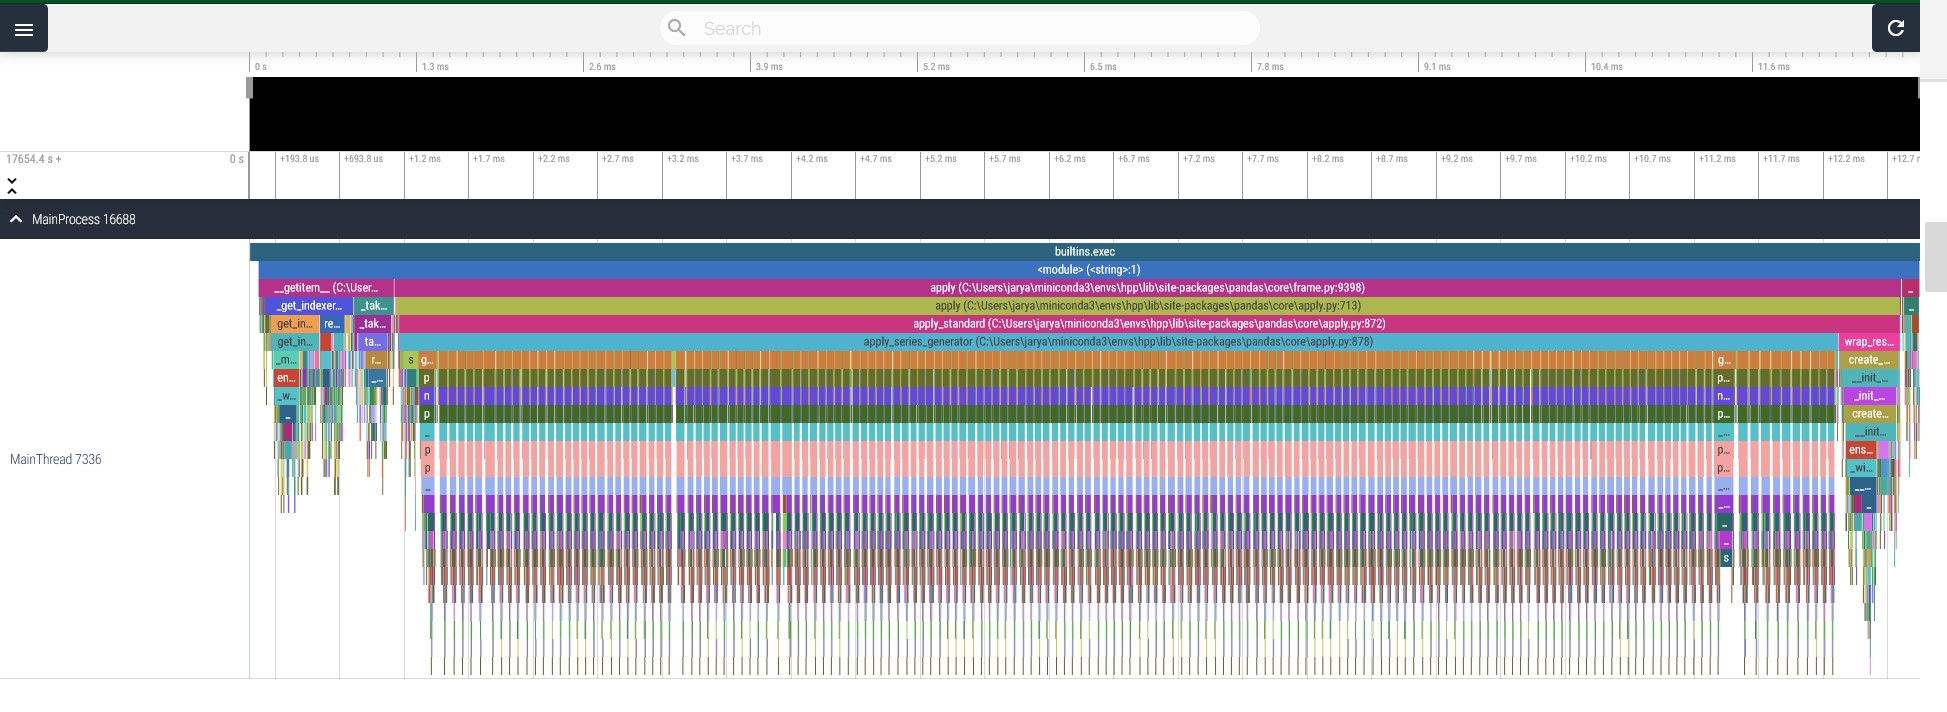 Search
0 s 1.3 ms 2.6 ms 3.9 ms 5.2 ms 6.5 ms 7.8 ms 9.1 ms 10.4 ms 11.6 ms
17654.4 s + 0 s +193.8 us +693.8 us +1.2 ms +1.7 ms +2.2 ms +2.7 ms +3.2 ms +3.7 ms +4.2 ms +4.7 ms +5.2 ms +5.7 ms +6.2 ms +6.7 ms +7.2 ms +7.7 ms +8.2 ms +8.7 ms +9.2 ms +9.7 ms +10.2 ms +10.7 ms +11.2 ms +11.7 ms +12.2 ms +12.7 m
MainProcess 16688
builtins.exec
<module> (<string>:1)
__getitem__ (C:\User... apply (C:\Users\jarya\miniconda3\envs\hpp\lib\site-packages\pandas\core\frame.py:9398) _
_get_indexer... _tak... apply (C:\Users\jarya\miniconda3\envs\hpp\lib\site-packages\pandas\core\apply.py:713) _
get_in... re... _tak... apply_standard (C:\Users\jarya\miniconda3\envs\hpp\lib\site-packages\pandas\core\apply.py:872)
get_in... ta... apply_series_generator (C:\Users\jarya\miniconda3\envs\hpp\lib\site-packages\pandas\core\apply.py:878) wrap_res...
_m... r... s g... g... create_...
en... _... p p... __init_...
_w... n n... _init_...
_ p p... create...
_ _... __init...
MainThread 7336 p p... ens...
p p... _wi...
_ _... __...
_... _
_
_
s